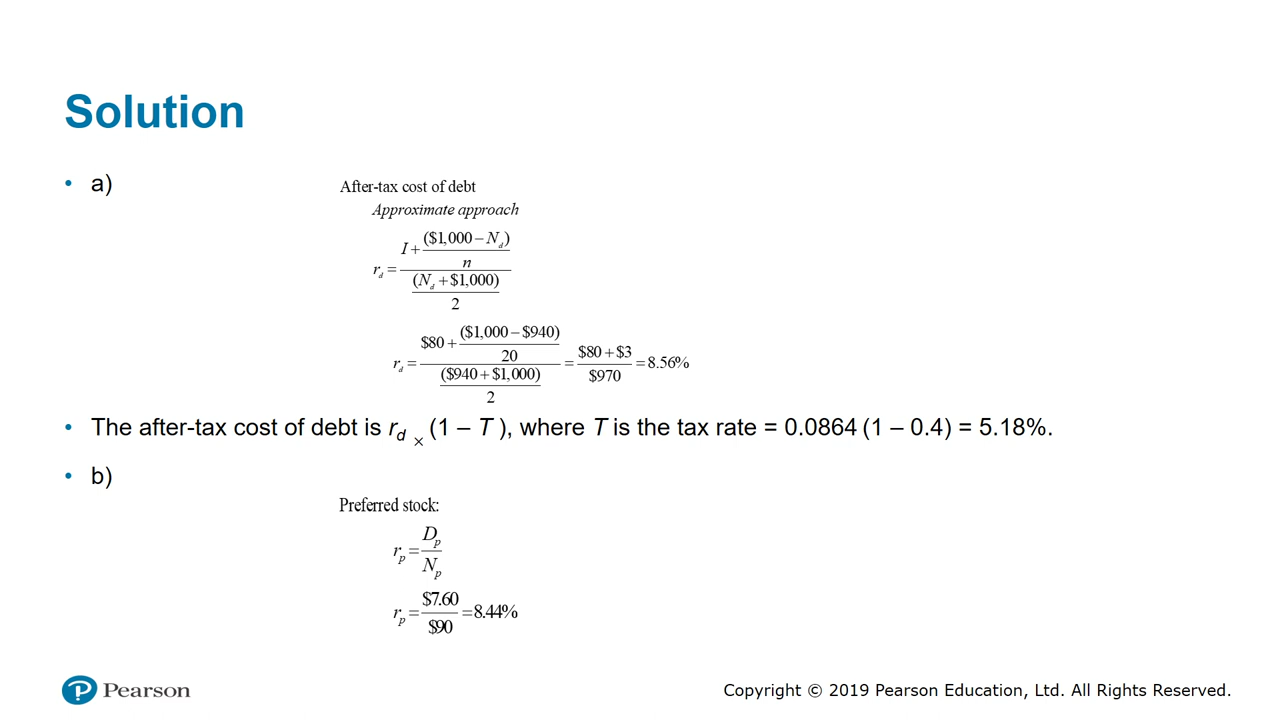 Solution
• a)
After-tax cost of debt
Approximate approach
r_d = (I + ($1,000 – N_d) / n) / ((N_d + $1,000) / 2)
r_d = ($80 + ($1,000 – $940) / 20) / (($940 + $1,000) / 2) = ($80 + $3) / $970 = 8.56%
• The after-tax cost of debt is r_d × (1 – T ), where T is the tax rate = 0.0864 (1 – 0.4) = 5.18%.
• b)
Preferred stock:
r_p = D_p / N_p
r_p = $7.60 / $90 = 8.44%
Pearson
Copyright © 2019 Pearson Education, Ltd. All Rights Reserved.